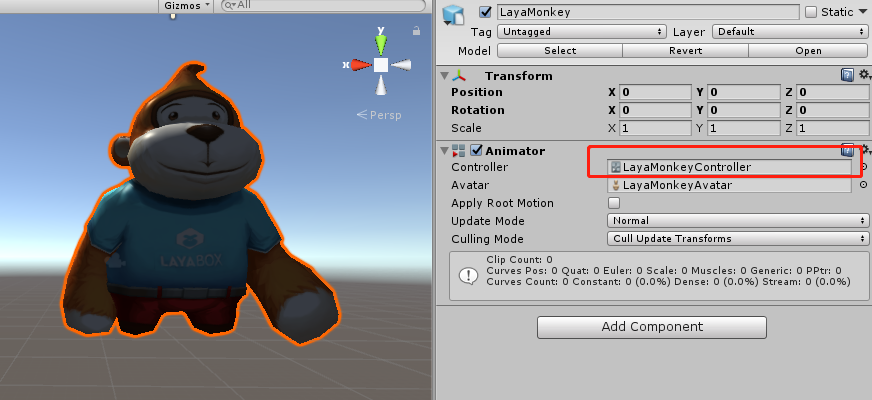 Gizmos All
y
x
Persp
LAYABOX
LayaMonkey Static
Tag Untagged Layer Default
Model Select Revert Open
Transform
Position X 0 Y 0 Z 0
Rotation X 0 Y 0 Z 0
Scale X 1 Y 1 Z 1
Animator
Controller LayaMonkeyController
Avatar LayaMonkeyAvatar
Apply Root Motion
Update Mode Normal
Culling Mode Cull Update Transforms
Clip Count: 0
Curves Pos: 0 Quat: 0 Euler: 0 Scale: 0 Muscles: 0 Generic: 0 PPtr: 0
Curves Count: 0 Constant: 0 (0.0%) Dense: 0 (0.0%) Stream: 0 (0.0%)
Add Component